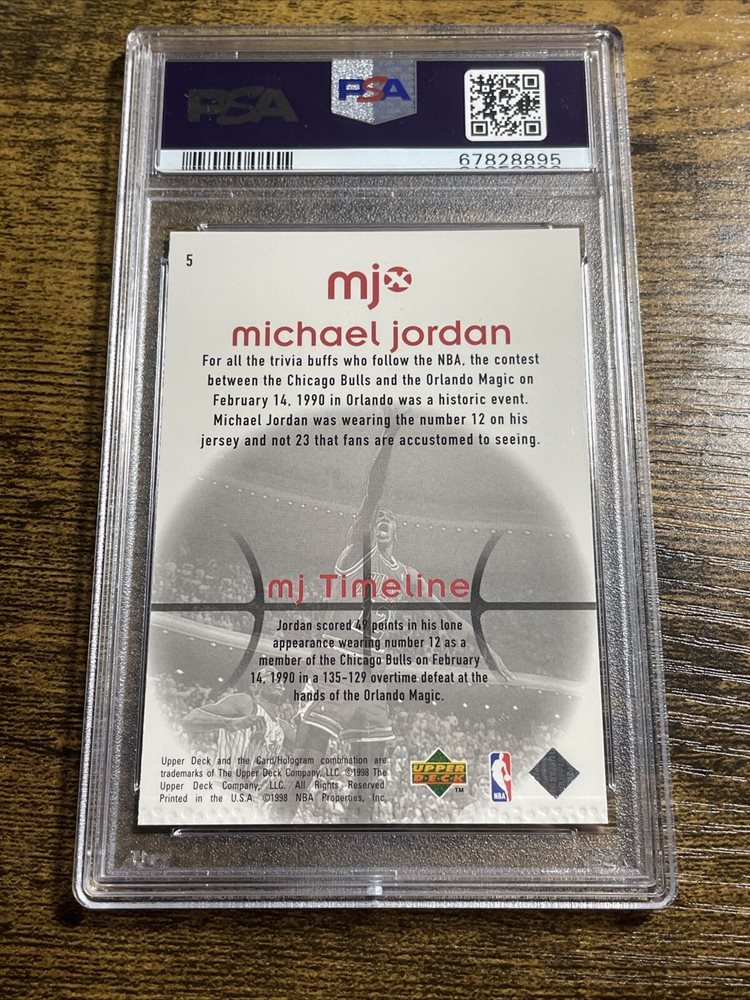 PSA
PSA
67828895
5
mjx
michael jordan
For all the trivia buffs who follow the NBA, the contest
between the Chicago Bulls and the Orlando Magic on
February 14, 1990 in Orlando was a historic event.
Michael Jordan was wearing the number 12 on his
jersey and not 23 that fans are accustomed to seeing.
mj Timeline
Jordan scored 49 points in his lone
appearance wearing number 12 as a
member of the Chicago Bulls on February
14, 1990 in a 135-129 overtime defeat at the
hands of the Orlando Magic.
Upper Deck and the Card/Hologram combination are
trademarks of The Upper Deck Company, LLC. ©1998 The
Upper Deck Company, LLC. All Rights Reserved.
Printed in the U.S.A. ©1998 NBA Properties, Inc.
UPPER
DECK
TM
NBA